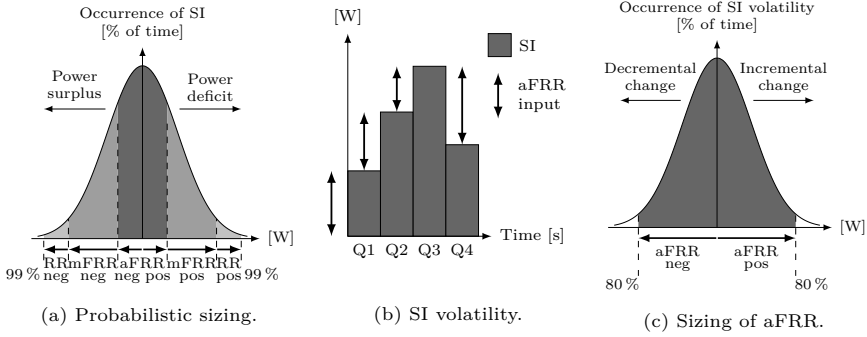 Occurrence of SI
[% of time]
Power
surplus
Power
deficit
[W]
RR
neg
mFRR
neg
aFRR
neg pos
mFRR
pos
RR
pos
99 %
99 %
(a) Probabilistic sizing.
[W]
SI
aFRR
input
Q1 Q2 Q3 Q4
Time [s]
(b) SI volatility.
Occurrence of SI volatility
[% of time]
Decremental
change
Incremental
change
[W]
aFRR
neg
aFRR
pos
80 %
80 %
(c) Sizing of aFRR.